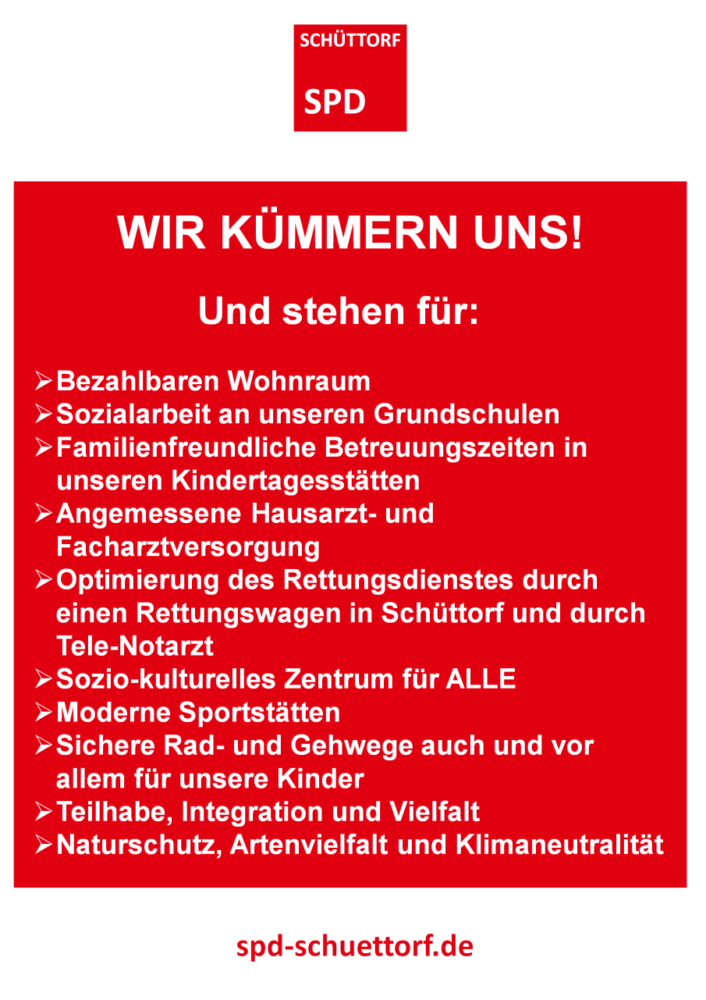 SCHÜTTORF
SPD
WIR KÜMMERN UNS!
Und stehen für:
➢Bezahlbaren Wohnraum
➢Sozialarbeit an unseren Grundschulen
➢Familienfreundliche Betreuungszeiten in
unseren Kindertagesstätten
➢Angemessene Hausarzt- und
Facharztversorgung
➢Optimierung des Rettungsdienstes durch
einen Rettungswagen in Schüttorf und durch
Tele-Notarzt
➢Sozio-kulturelles Zentrum für ALLE
➢Moderne Sportstätten
➢Sichere Rad- und Gehwege auch und vor
allem für unsere Kinder
➢Teilhabe, Integration und Vielfalt
➢Naturschutz, Artenvielfalt und Klimaneutralität
spd-schuettorf.de